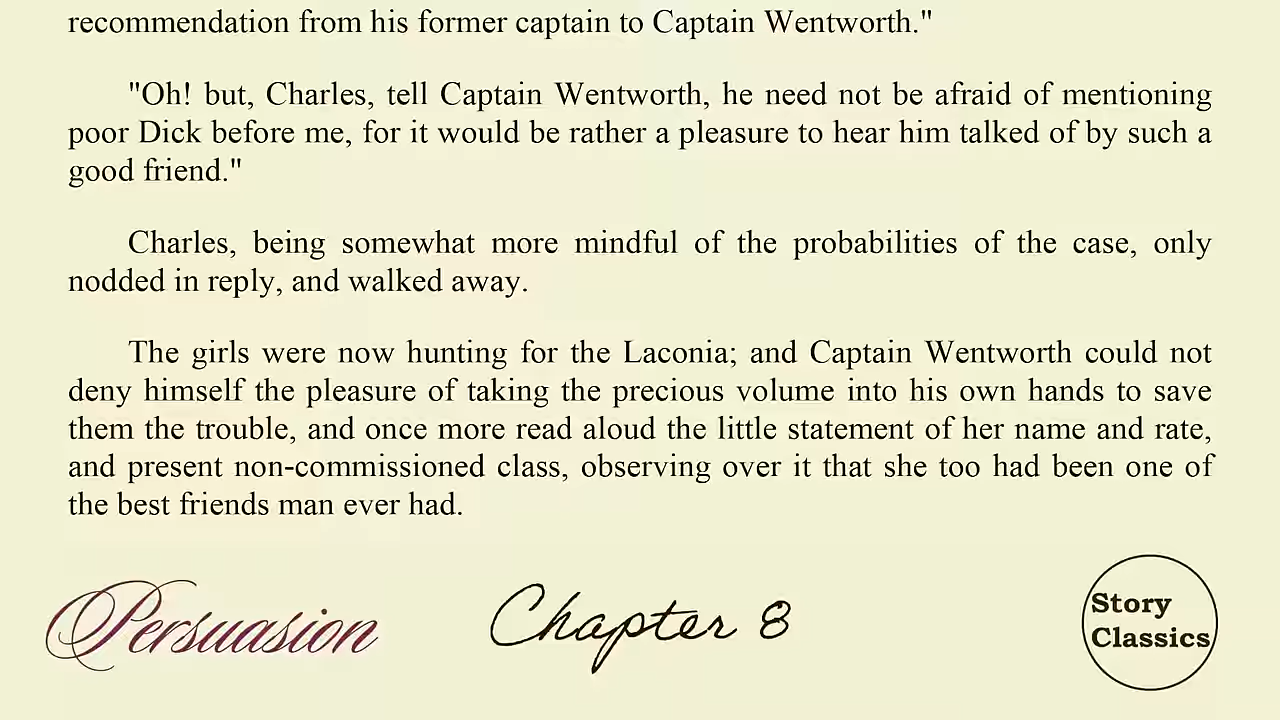 recommendation from his former captain to Captain Wentworth."
"Oh! but, Charles, tell Captain Wentworth, he need not be afraid of mentioning
poor Dick before me, for it would be rather a pleasure to hear him talked of by such a
good friend."
Charles, being somewhat more mindful of the probabilities of the case, only
nodded in reply, and walked away.
The girls were now hunting for the Laconia; and Captain Wentworth could not
deny himself the pleasure of taking the precious volume into his own hands to save
them the trouble, and once more read aloud the little statement of her name and rate,
and present non-commissioned class, observing over it that she too had been one of
the best friends man ever had.
Persuasion
Chapter 8
Story
Classics